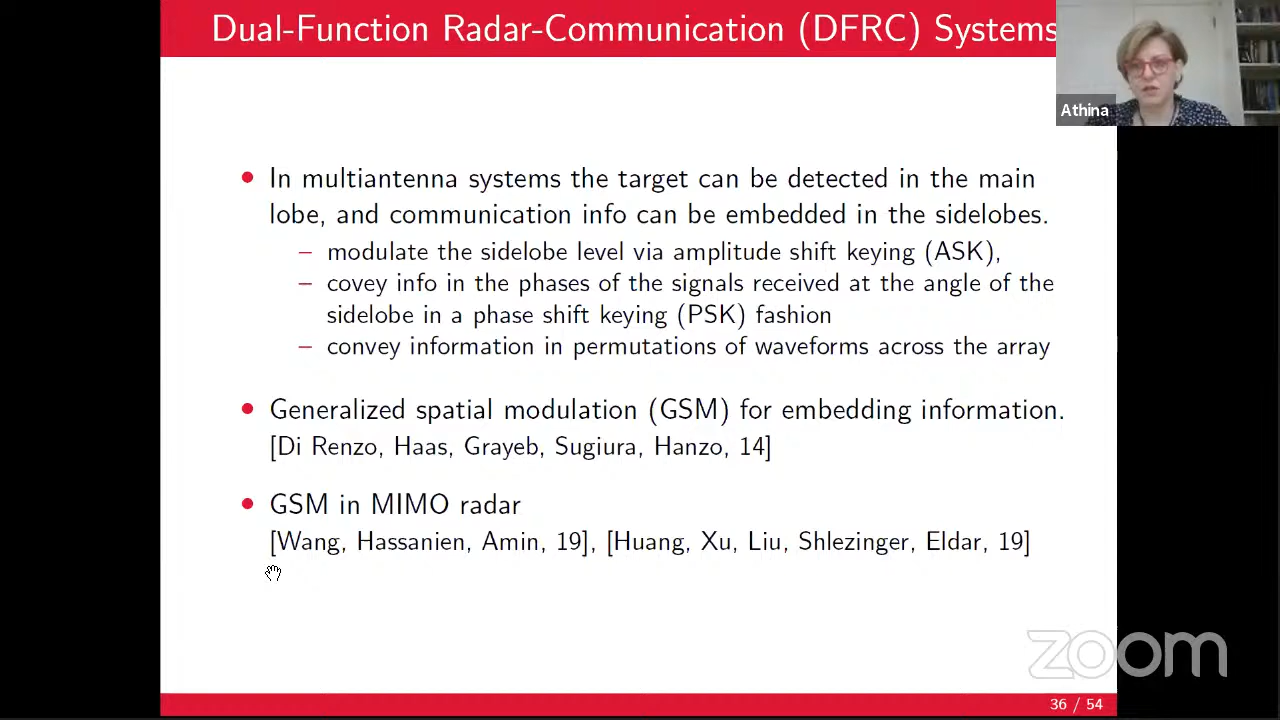 Dual-Function Radar-Communication (DFRC) Systems
Athina
• In multiantenna systems the target can be detected in the main
lobe, and communication info can be embedded in the sidelobes.
– modulate the sidelobe level via amplitude shift keying (ASK),
– covey info in the phases of the signals received at the angle of the
sidelobe in a phase shift keying (PSK) fashion
– convey information in permutations of waveforms across the array
• Generalized spatial modulation (GSM) for embedding information.
[Di Renzo, Haas, Grayeb, Sugiura, Hanzo, 14]
• GSM in MIMO radar
[Wang, Hassanien, Amin, 19], [Huang, Xu, Liu, Shlezinger, Eldar, 19]
zoom
36 / 54